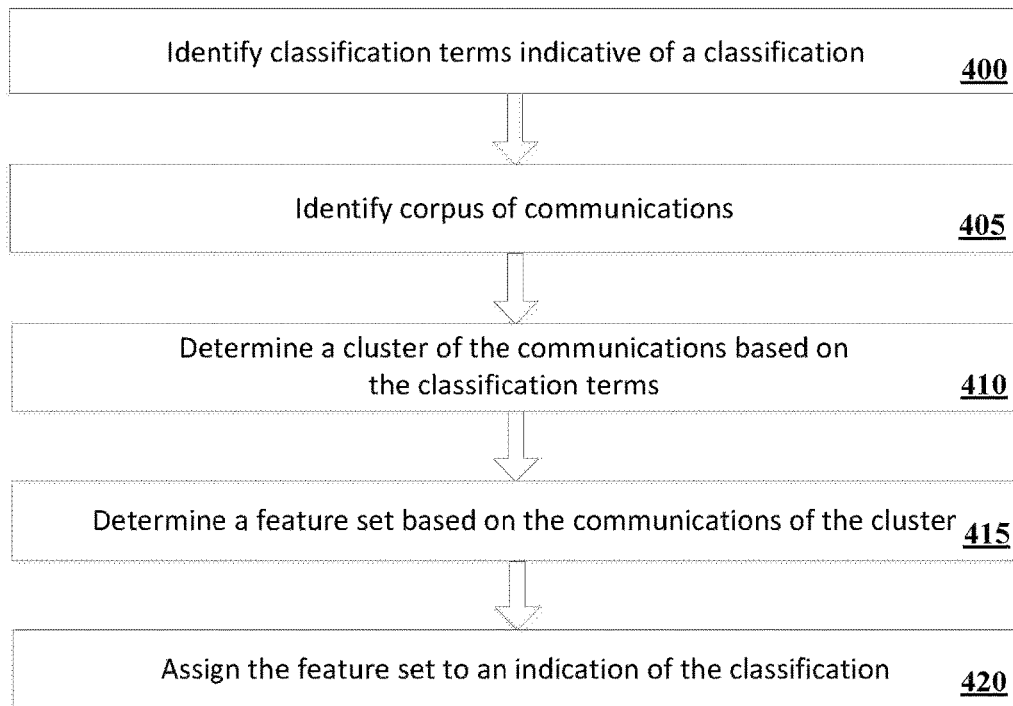 Identify classification terms indicative of a classification
400
Identify corpus of communications
405
Determine a cluster of the communications based on
the classification terms
410
Determine a feature set based on the communications of the cluster
415
Assign the feature set to an indication of the classification
420